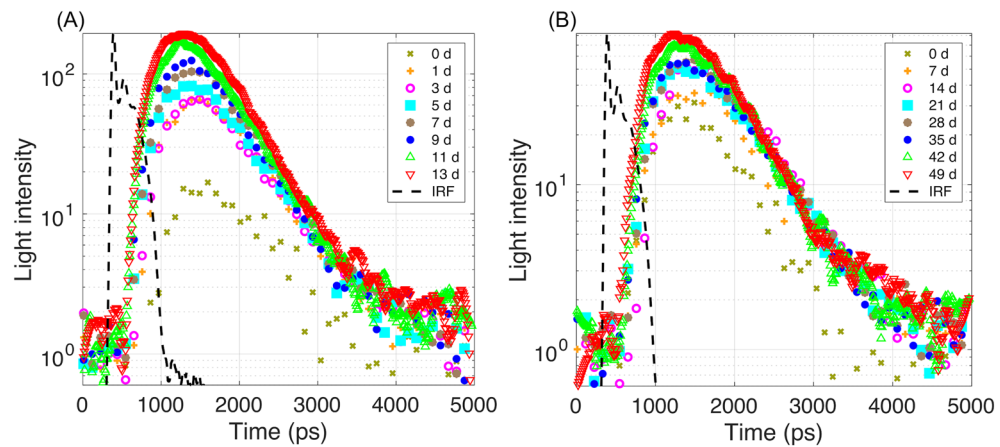 (A)
Light intensity
10²
10¹
10⁰
0 d
1 d
3 d
5 d
7 d
9 d
11 d
13 d
IRF
0 1000 2000 3000 4000 5000
Time (ps)
(B)
Light intensity
10¹
10⁰
0 d
7 d
14 d
21 d
28 d
35 d
42 d
49 d
IRF
0 1000 2000 3000 4000 5000
Time (ps)